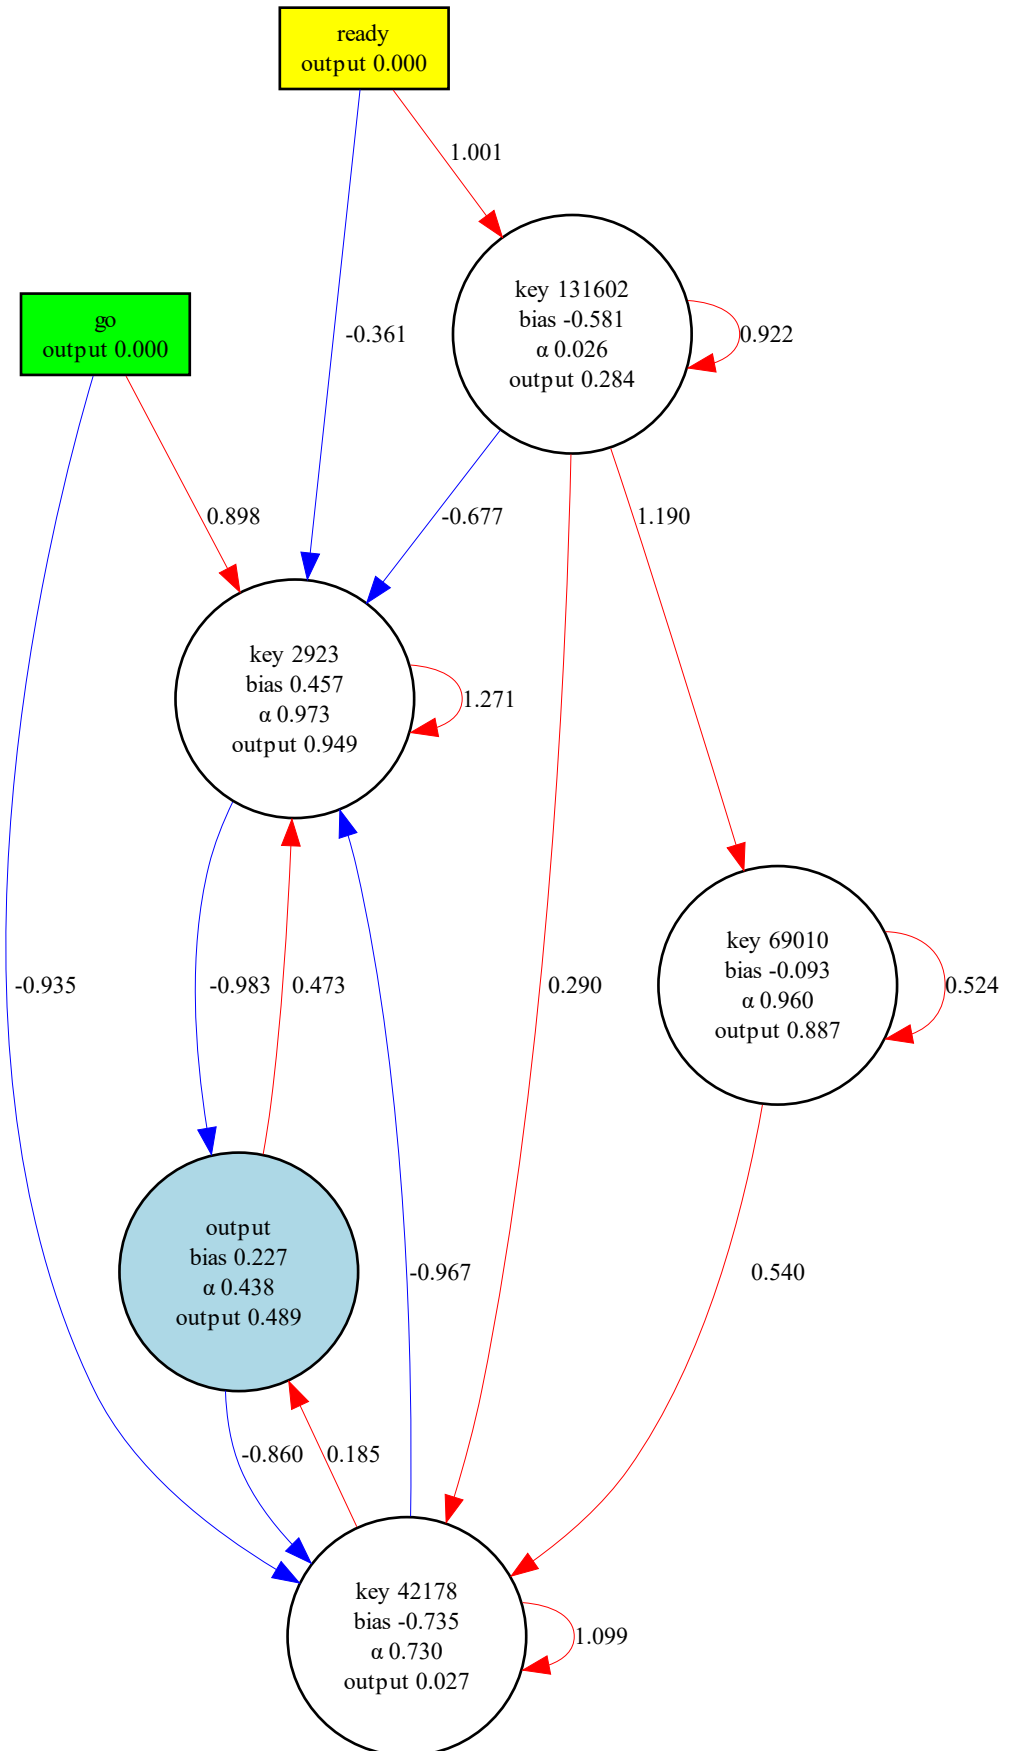 ready
output 0.000
1.001
key 131602
bias -0.581
α 0.026
output 0.284
0.922
go
output 0.000
-0.361
0.898
-0.677
1.190
key 2923
bias 0.457
α 0.973
output 0.949
1.271
key 69010
bias -0.093
α 0.960
output 0.887
0.524
-0.935
-0.983
0.473
0.290
output
bias 0.227
α 0.438
output 0.489
-0.967
0.540
-0.860
0.185
key 42178
bias -0.735
α 0.730
output 0.027
1.099